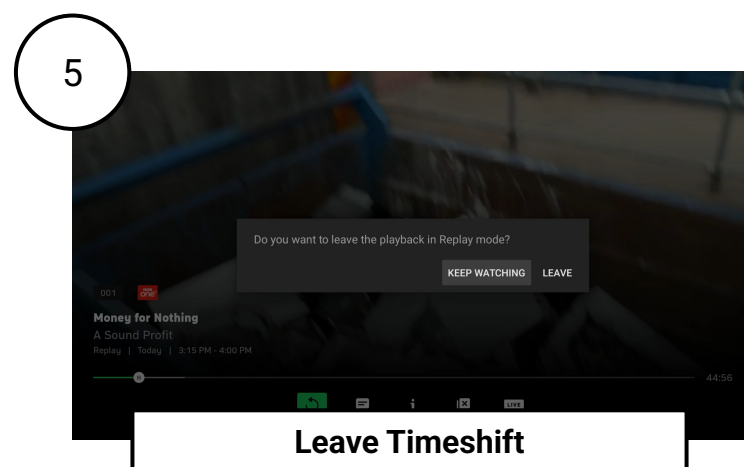 5
Do you want to leave the playback in Replay mode?
KEEP WATCHING LEAVE
001 one
Money for Nothing
A Sound Profit
Replay | Today | 3:15 PM - 4:00 PM
44:56
LIVE
Leave Timeshift